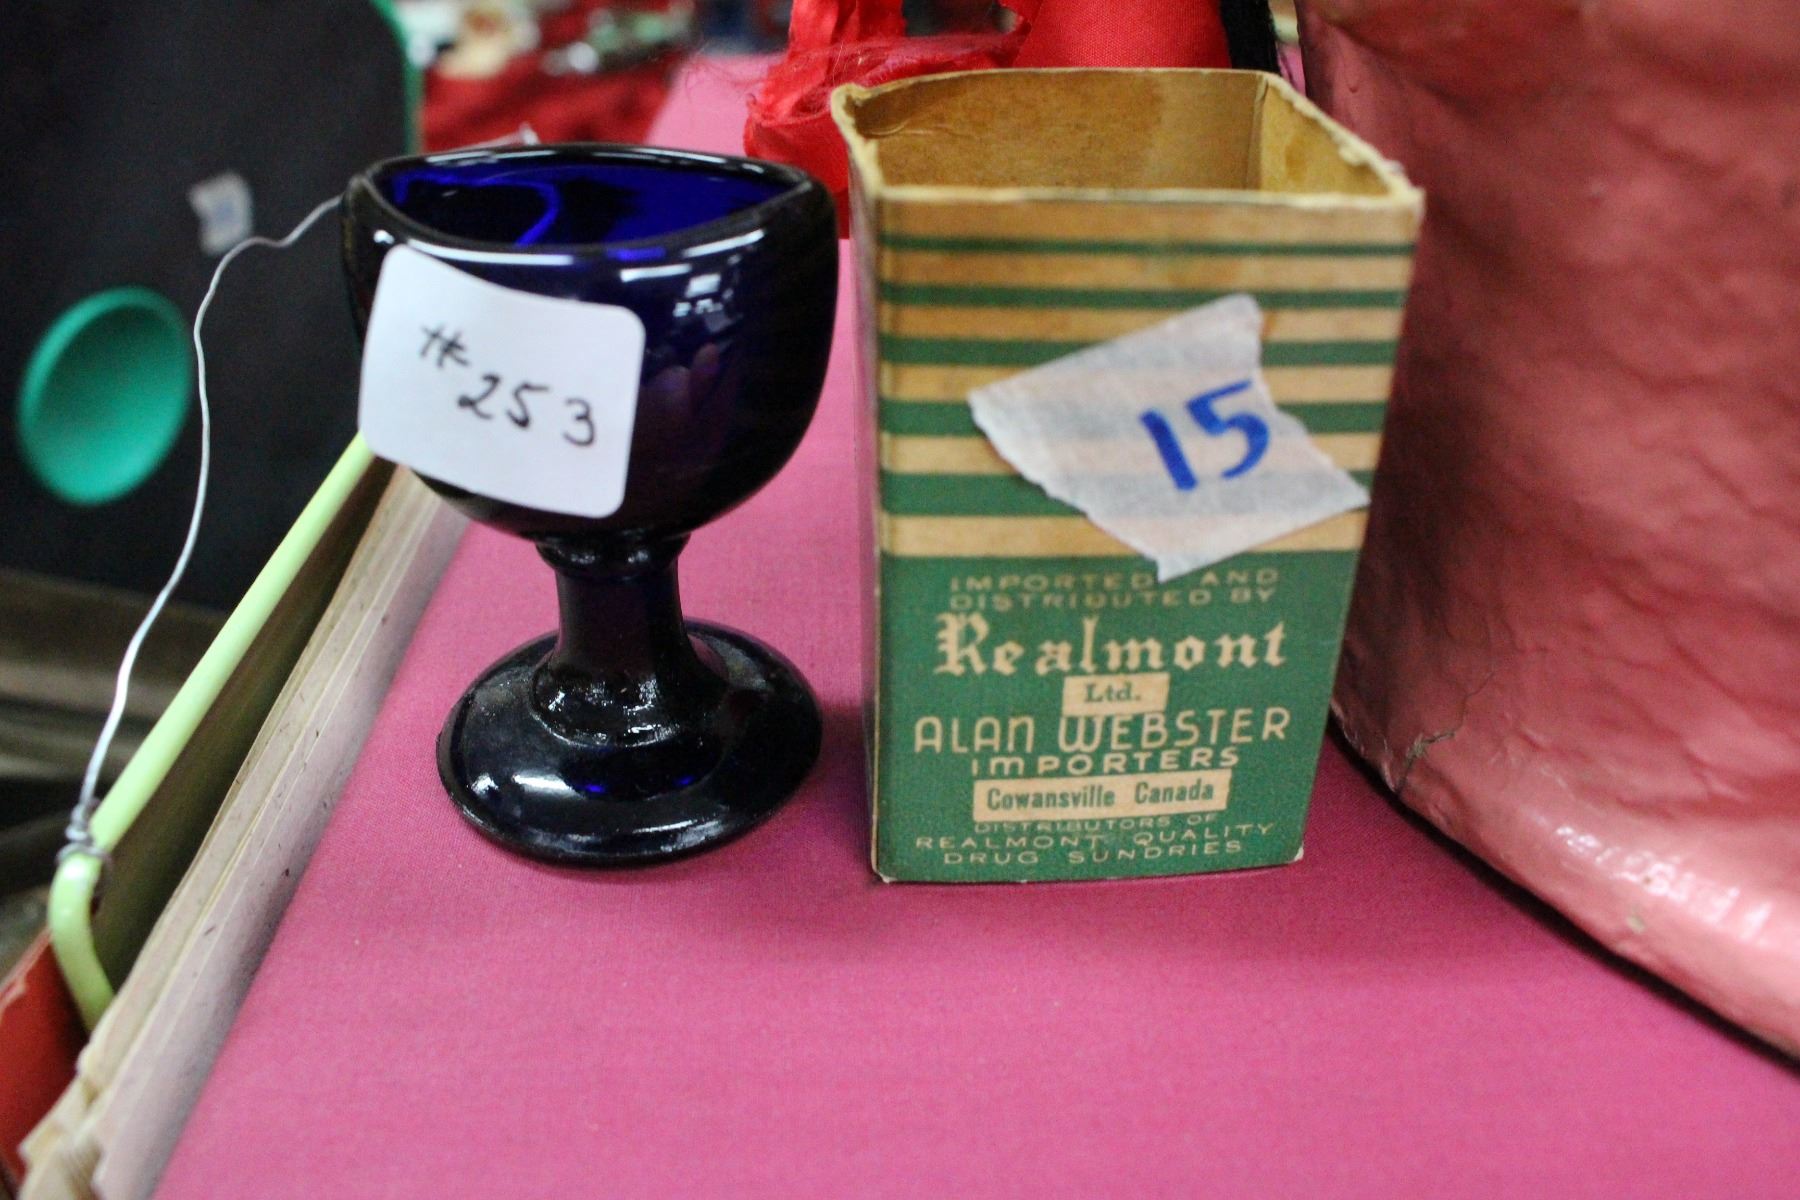 # 253
15
IMPORTED AND
DISTRIBUTED BY
Realmont
Ltd.
ALAN WEBSTER
IMPORTERS
Cowansville Canada
DISTRIBUTORS OF
REALMONT QUALITY
DRUG SUNDRIES